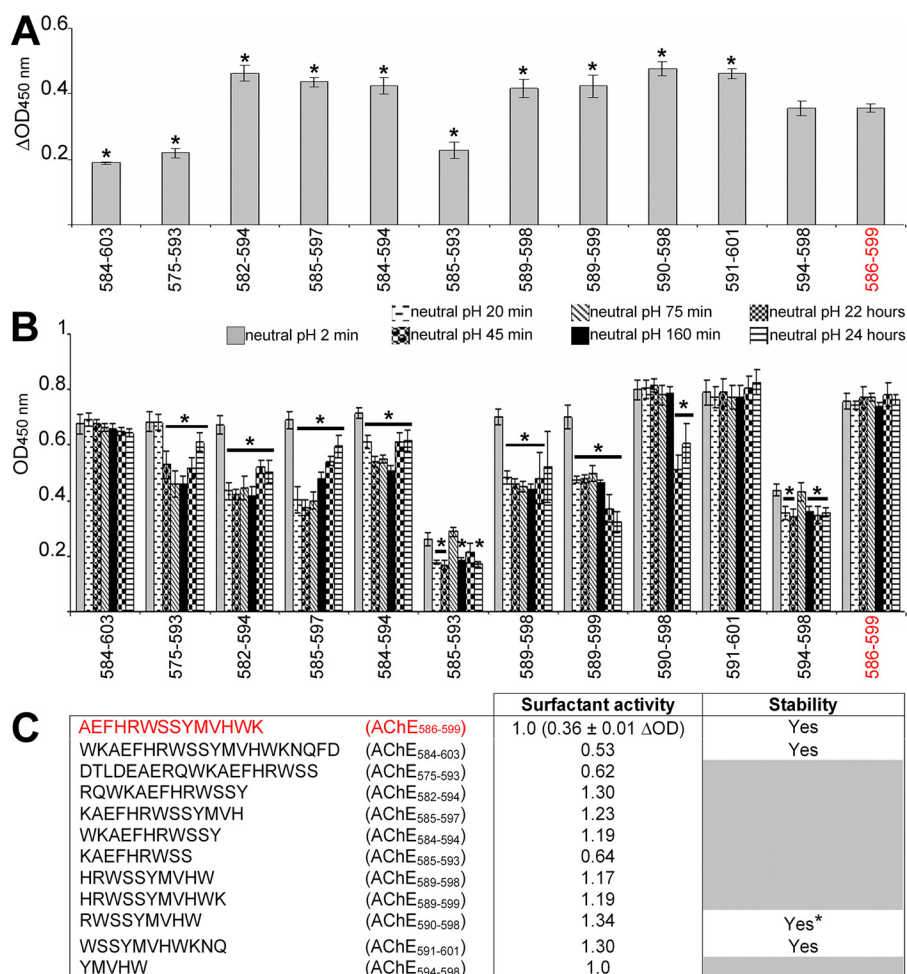 A
0.6
0.4
0.2
ΔOD450 nm
* * * * * * * * * *
584-603 575-593 582-594 585-597 584-594 585-593 589-598 589-599 590-598 591-601 594-598 586-599
B
neutral pH 2 min
neutral pH 20 min
neutral pH 45 min
neutral pH 75 min
neutral pH 160 min
neutral pH 22 hours
neutral pH 24 hours
1
0.8
0.6
0.4
0.2
OD450 nm
* * * * * * * * * * * *
584-603 575-593 582-594 585-597 584-594 585-593 589-598 589-599 590-598 591-601 594-598 586-599
C
Surfactant activity Stability
AEFHRWSSYMVHWK (AChE586-599) 1.0 (0.36 ± 0.01 ΔOD) Yes
WKAEFHRWSSYMVHWKNQFD (AChE584-603) 0.53 Yes
DTLDEAERQWKAEFHRWSS (AChE575-593) 0.62
RQWKAEFHRWSSY (AChE582-594) 1.30
KAEFHRWSSYMVH (AChE585-597) 1.23
WKAEFHRWSSY (AChE584-594) 1.19
KAEFHRWSS (AChE585-593) 0.64
HRWSSYMVHW (AChE589-598) 1.17
HRWSSYMVHWK (AChE589-599) 1.19
RWSSYMVHW (AChE590-598) 1.34 Yes*
WSSYMVHWKNQ (AChE591-601) 1.30 Yes
YMVHW (AChE594-598) 1.0